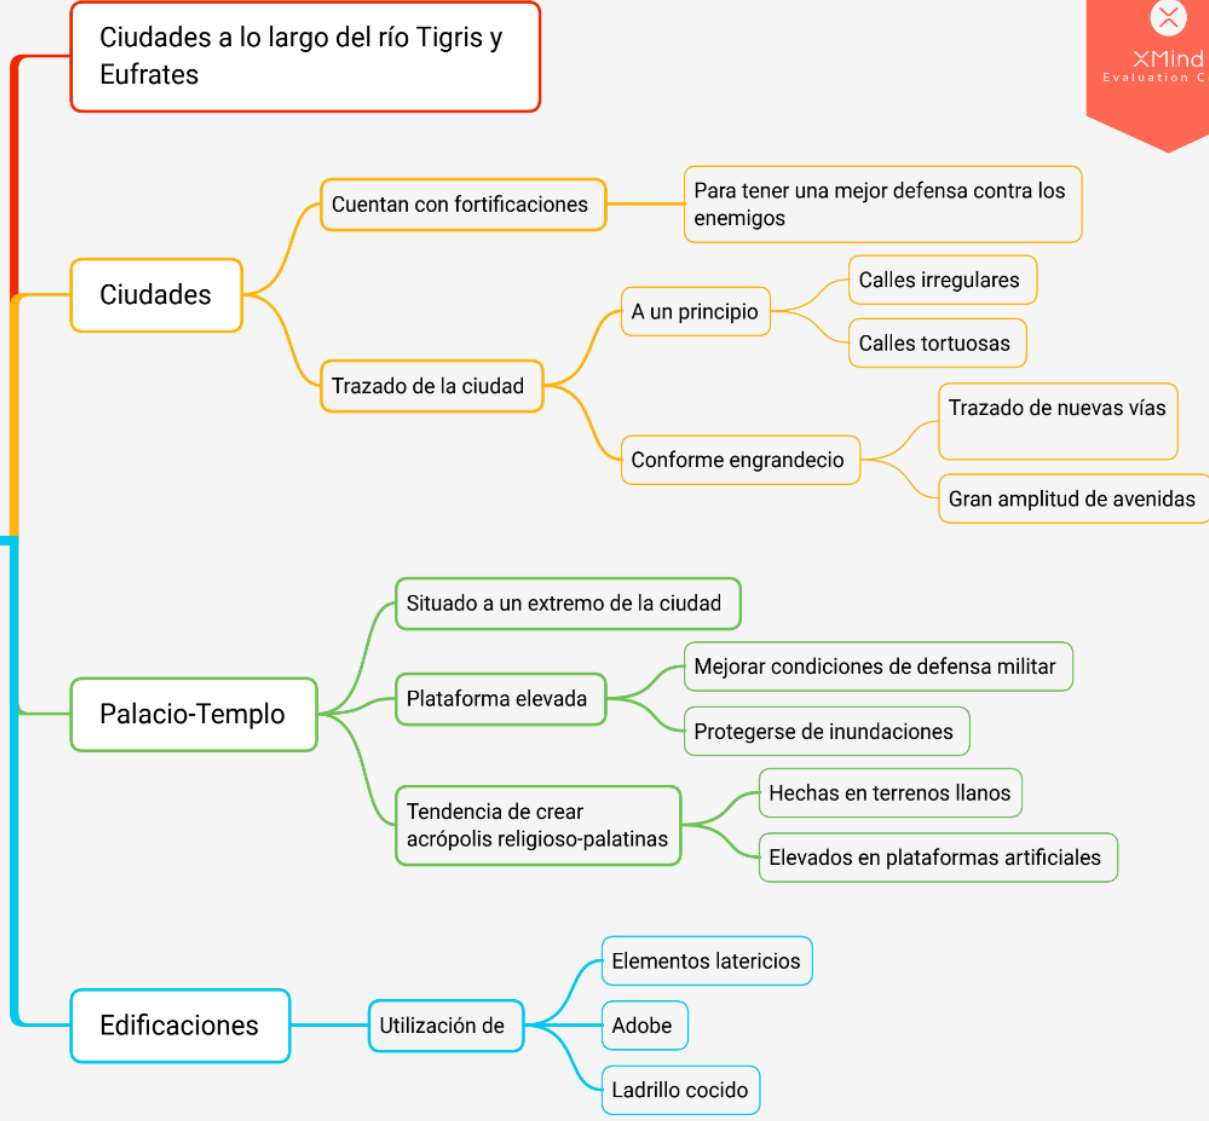 Ciudades a lo largo del río Tigris y
Eufrates
XMind
Evaluation
Ciudades
Cuentan con fortificaciones
Para tener una mejor defensa contra los
enemigos
Trazado de la ciudad
A un principio
Calles irregulares
Calles tortuosas
Conforme engrandecio
Trazado de nuevas vías
Gran amplitud de avenidas
Palacio-Templo
Situado a un extremo de la ciudad
Plataforma elevada
Mejorar condiciones de defensa militar
Protegerse de inundaciones
Tendencia de crear
acrópolis religioso-palatinas
Hechas en terrenos llanos
Elevados en plataformas artificiales
Edificaciones
Utilización de
Elementos latericios
Adobe
Ladrillo cocido